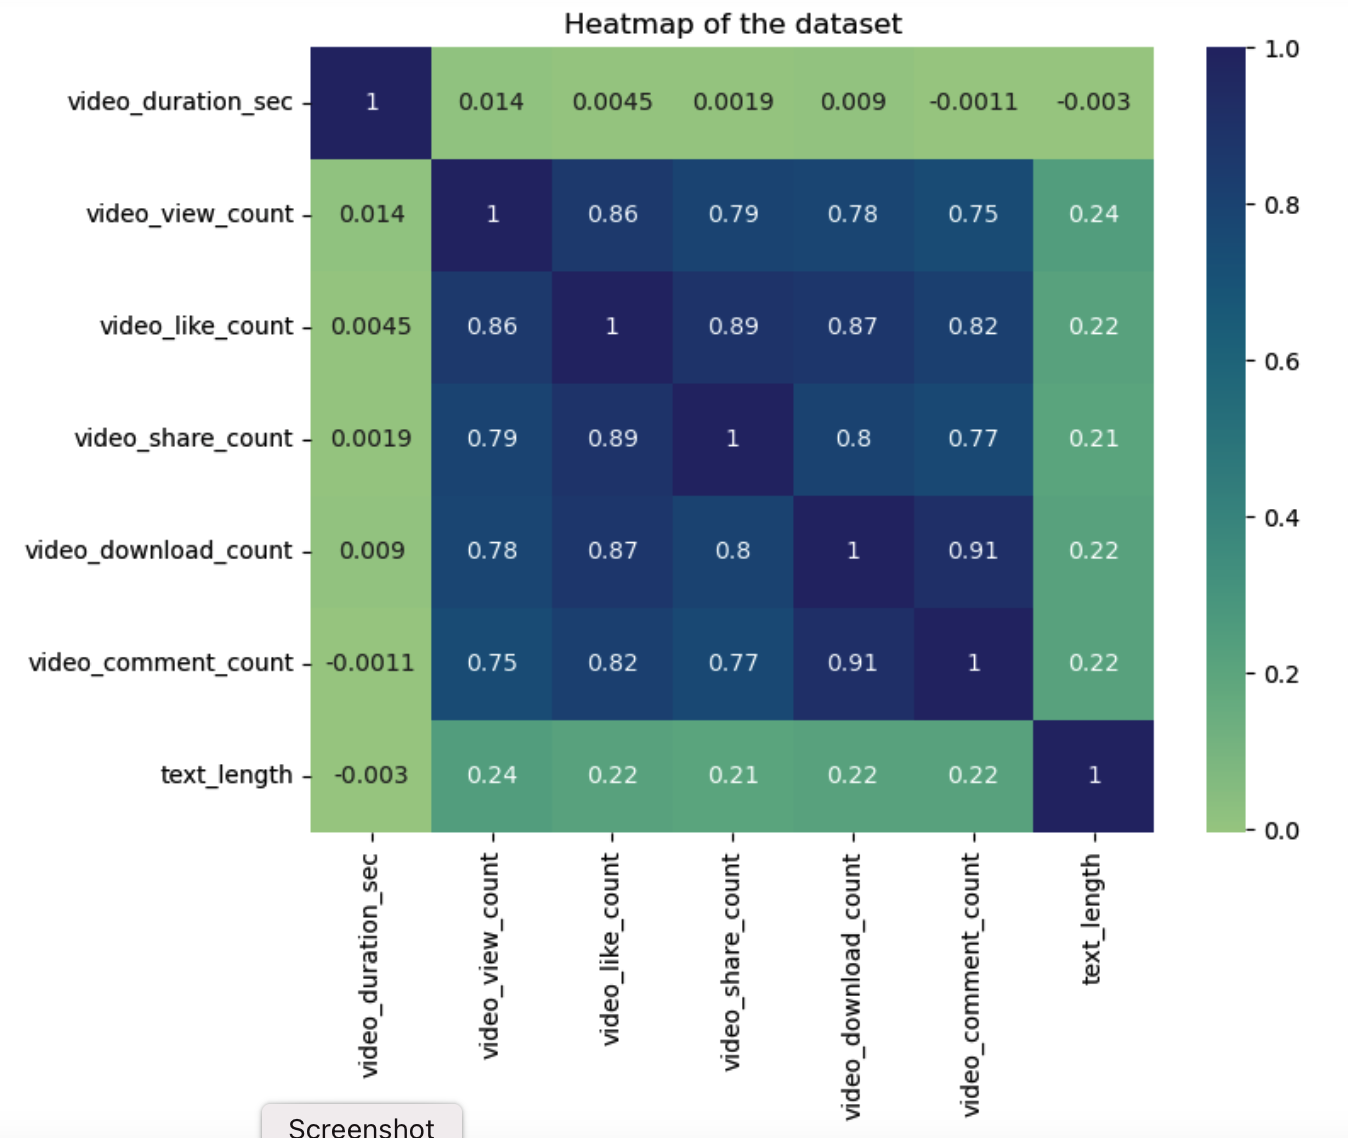 Heatmap of the dataset
video_duration_sec 1 0.014 0.0045 0.0019 0.009 -0.0011 -0.003
video_view_count 0.014 1 0.86 0.79 0.78 0.75 0.24
video_like_count 0.0045 0.86 1 0.89 0.87 0.82 0.22
video_share_count 0.0019 0.79 0.89 1 0.8 0.77 0.21
video_download_count 0.009 0.78 0.87 0.8 1 0.91 0.22
video_comment_count -0.0011 0.75 0.82 0.77 0.91 1 0.22
text_length -0.003 0.24 0.22 0.21 0.22 0.22 1
video_duration_sec
video_view_count
video_like_count
video_share_count
video_download_count
video_comment_count
text_length
1.0
0.8
0.6
0.4
0.2
0.0
Screenshot